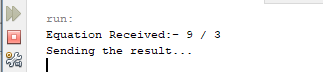 run:
Equation Received:- 9 / 3
Sending the result...